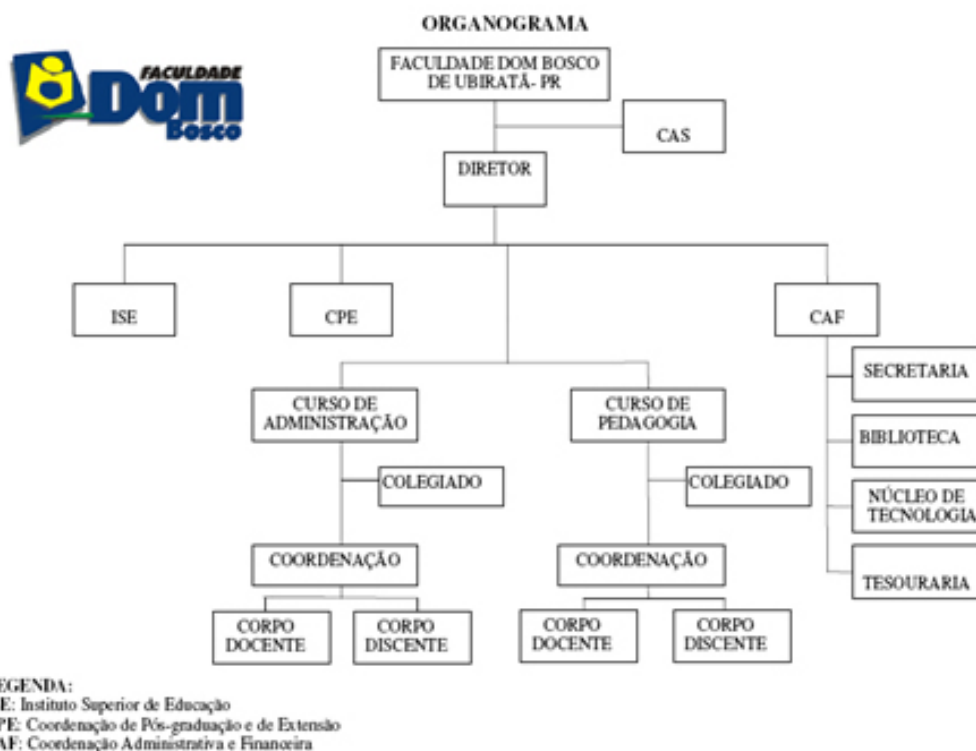 ORGANOGRAMA
FACULDADE
Dom
Bosco
FACULDADE DOM BOSCO
DE UBIRATÃ- PR
CAS
DIRETOR
ISE
CPE
CAF
SECRETARIA
BIBLIOTECA
NÚCLEO DE
TECNOLOGIA
TESOURARIA
CURSO DE
ADMINISTRAÇÃO
COLEGIADO
COORDENAÇÃO
CORPO
DOCENTE
CORPO
DISCENTE
CURSO DE
PEDAGOGIA
COLEGIADO
COORDENAÇÃO
CORPO
DOCENTE
CORPO
DISCENTE
EGENDA:
E: Instituto Superior de Educação
PE: Coordenação de Pós-graduação e de Extensão
AF: Coordenação Administrativa e Financeira